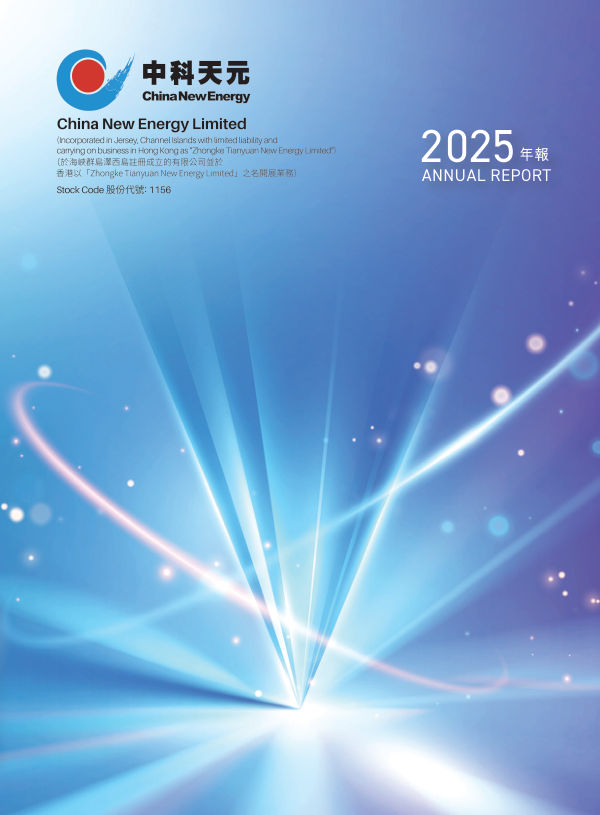 中科天元
China New Energy
China New Energy Limited
(Incorporated in Jersey, Channel Islands with limited liability and
carrying on business in Hong Kong as "Zhongke Tianyuan New Energy Limited")
(於海峽群島澤西島註冊成立的有限公司並於
香港以「Zhongke Tianyuan New Energy Limited」之名開展業務)
Stock Code 股份代號: 1156
2025 年報
ANNUAL REPORT